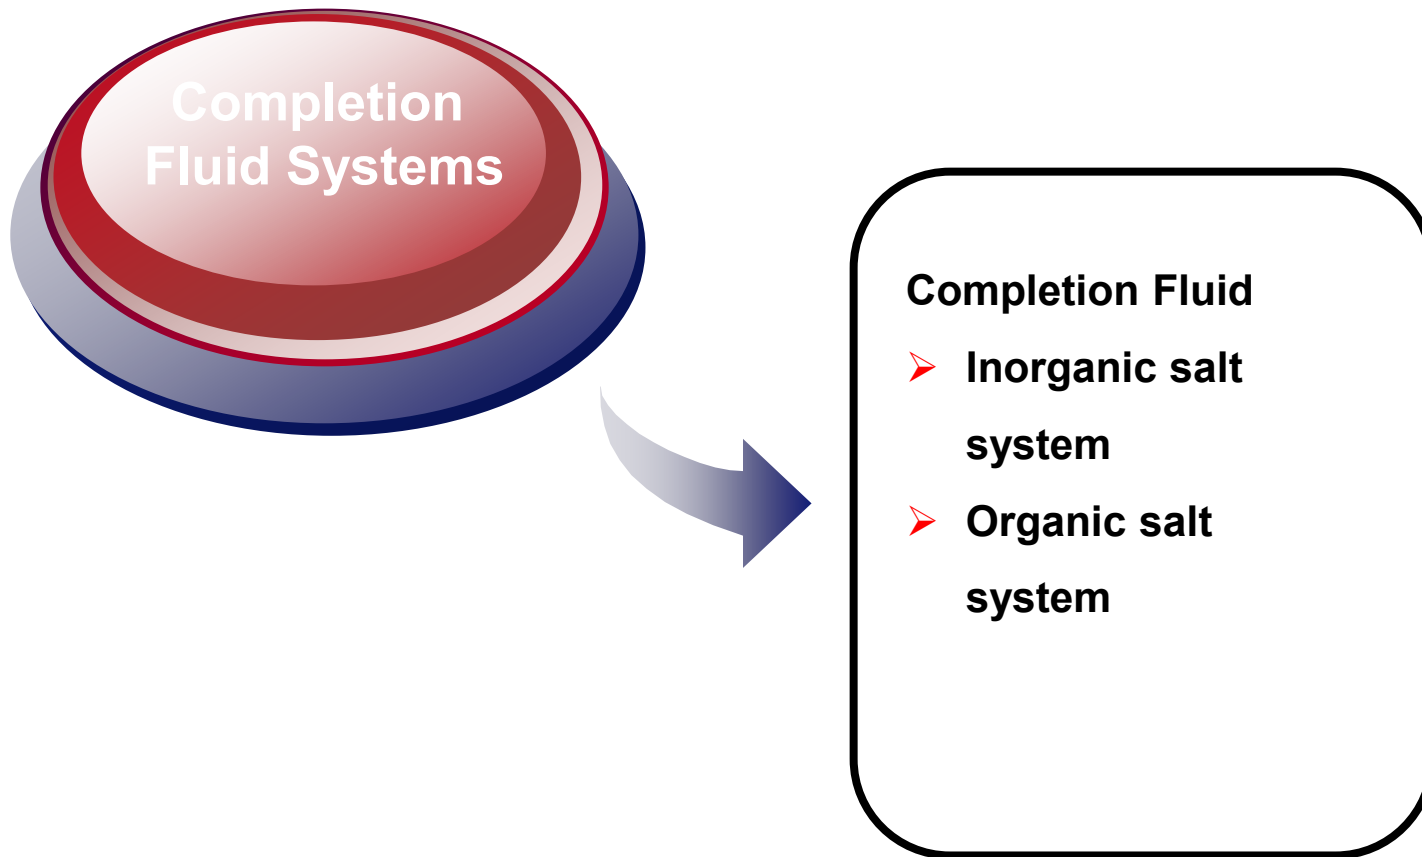 Completion
Fluid Systems
Completion Fluid
➢ Inorganic salt
system
➢ Organic salt
system